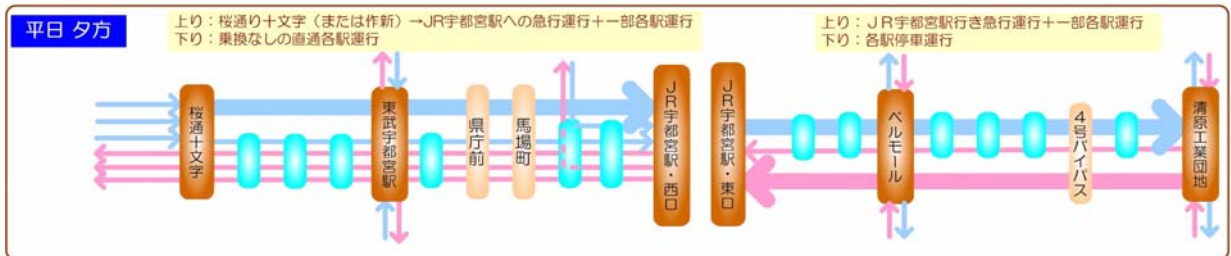 平日 夕方
上り：桜通り十文字（または作新）→JR宇都宮駅への急行運行＋一部各駅運行
下り：乗換なしの直通各駅運行
上り：ＪＲ宇都宮駅行き急行運行＋一部各駅運行
下り：各駅停車運行
桜通十文字
東武宇都宮駅
県庁前
馬場町
ＪＲ宇都宮駅・西口
ＪＲ宇都宮駅・東口
ベルモール
４号バイパス
清原工業団地